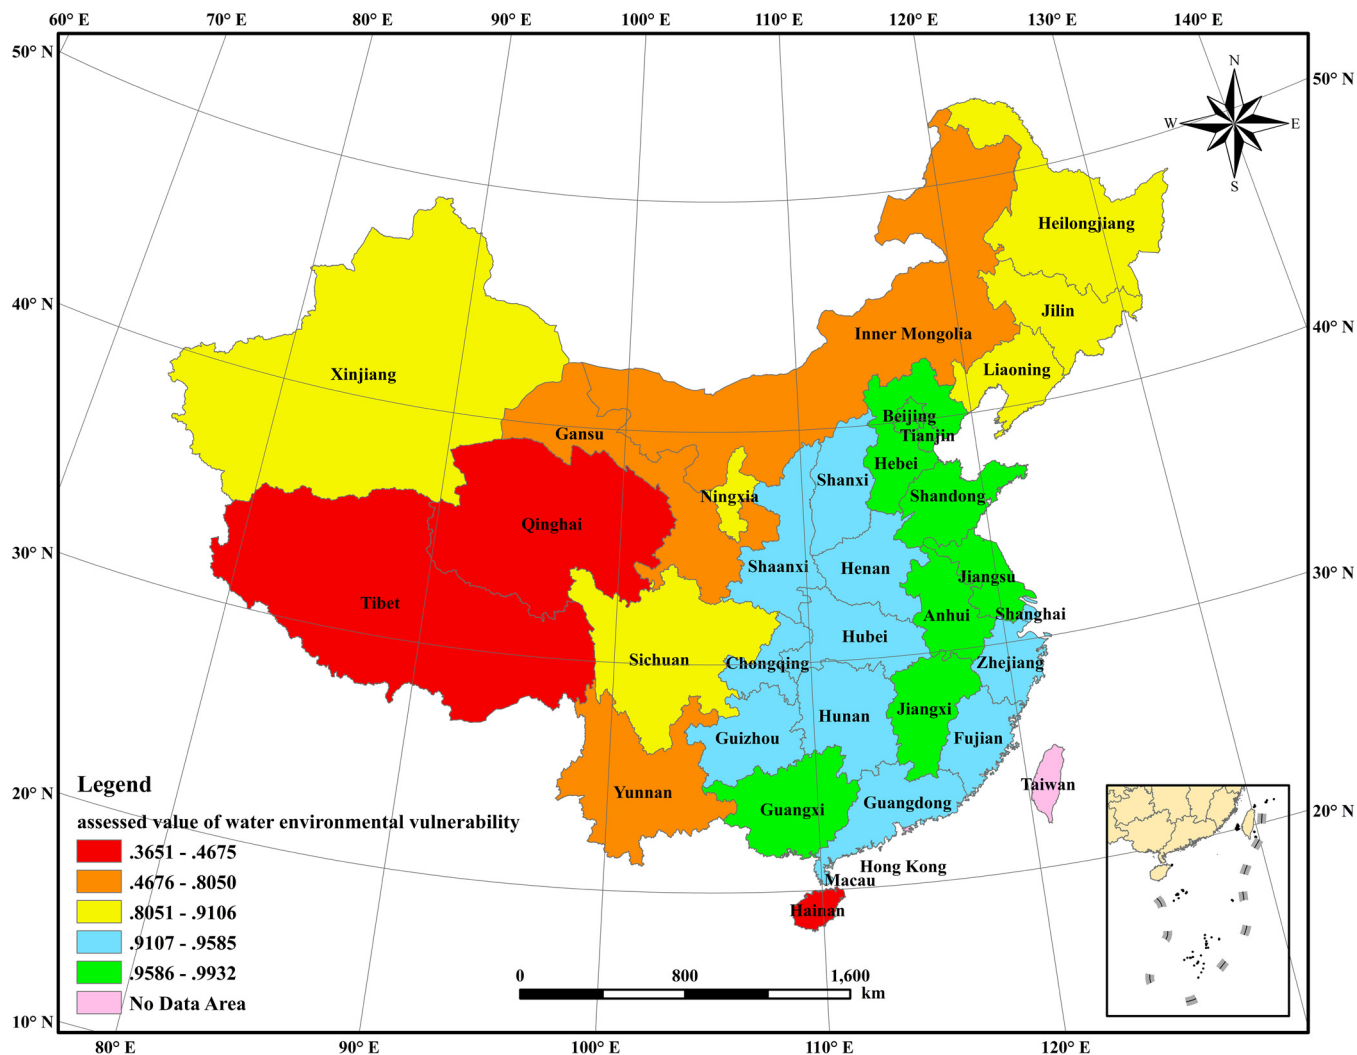 60° E 70° E 80° E 90° E 100° E 110° E 120° E 130° E 140° E
50° N
50° N
N
W E
S
Heilongjiang
40° N
Jilin
40° N
Inner Mongolia
Liaoning
Xinjiang
Beijing
Gansu
Tianjin
Hebei
Shanxi
Ningxia
Shandong
Qinghai
30° N
Shaanxi
Henan
Jiangsu
30° N
Tibet
Anhui
Shanghai
Hubei
Sichuan
Chongqing
Zhejiang
Jiangxi
Hunan
Guizhou
Fujian
Legend
Taiwan
20° N
Yunnan
Guangdong
Guangxi
20° N
assessed value of water environmental vulnerability
.3651 - .4675
Hong Kong
.4676 - .8050
Macau
.8051 - .9106
Hainan
.9107 - .9585
.9586 - .9932
0 800 1,600
km
No Data Area
10° N
80° E 90° E 100° E 110° E 120° E